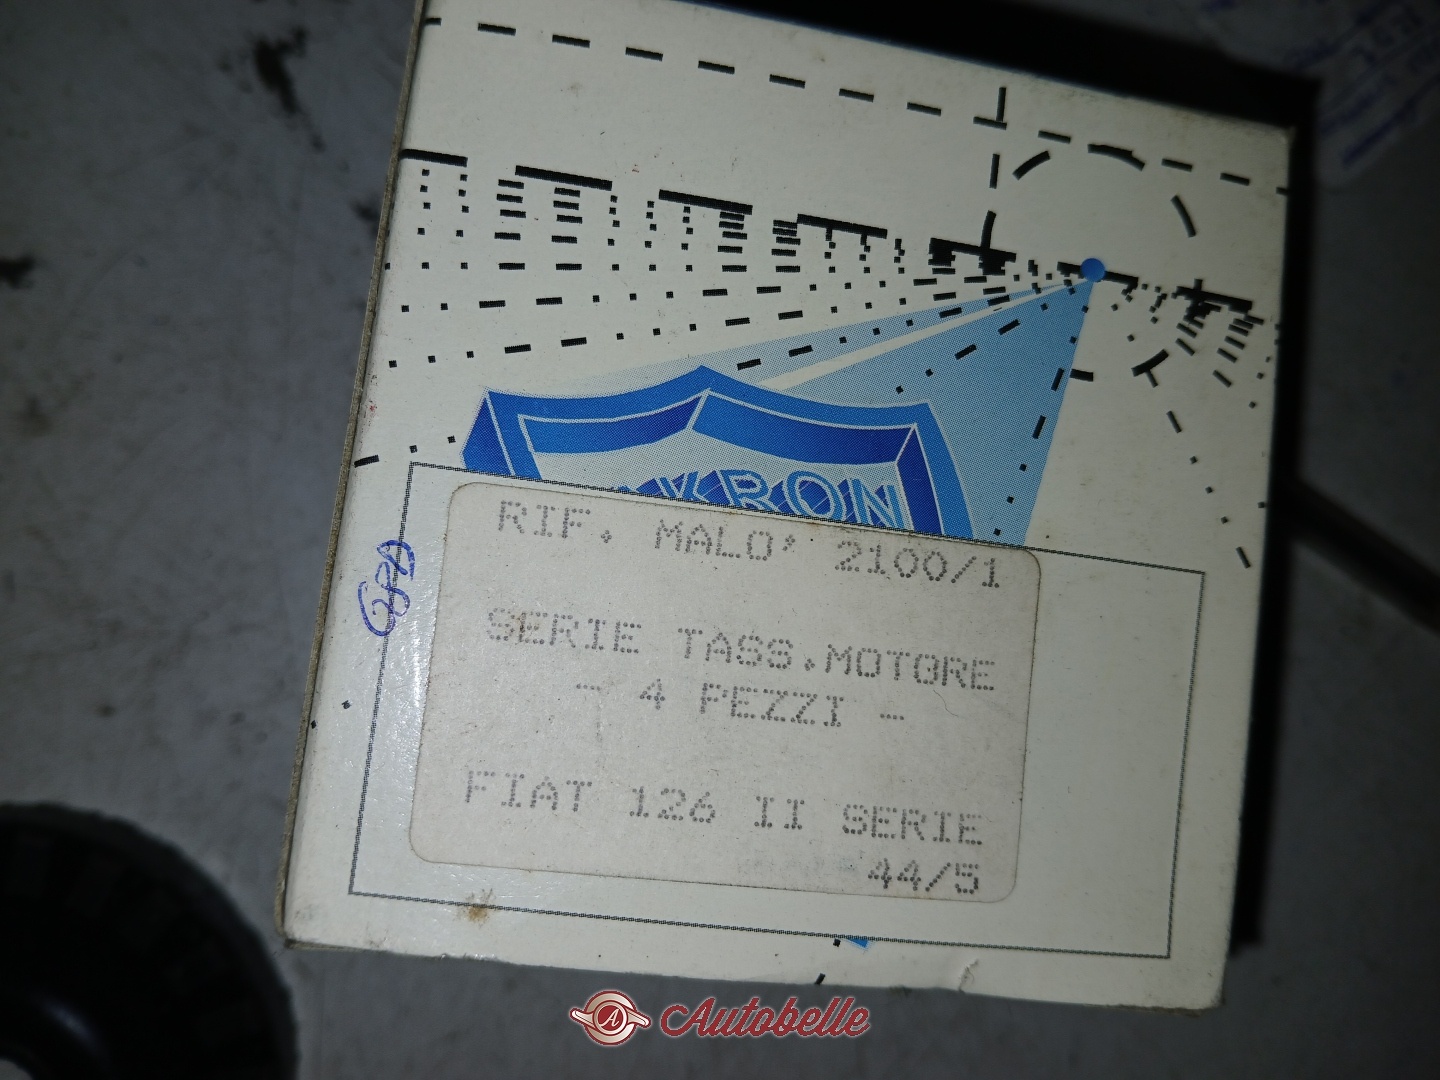 RIF. MALO' 2100/1
SERIE TASS.MOTORE
- 4 PEZZI -
FIAT 126 II SERIE
44/5
Autobelle